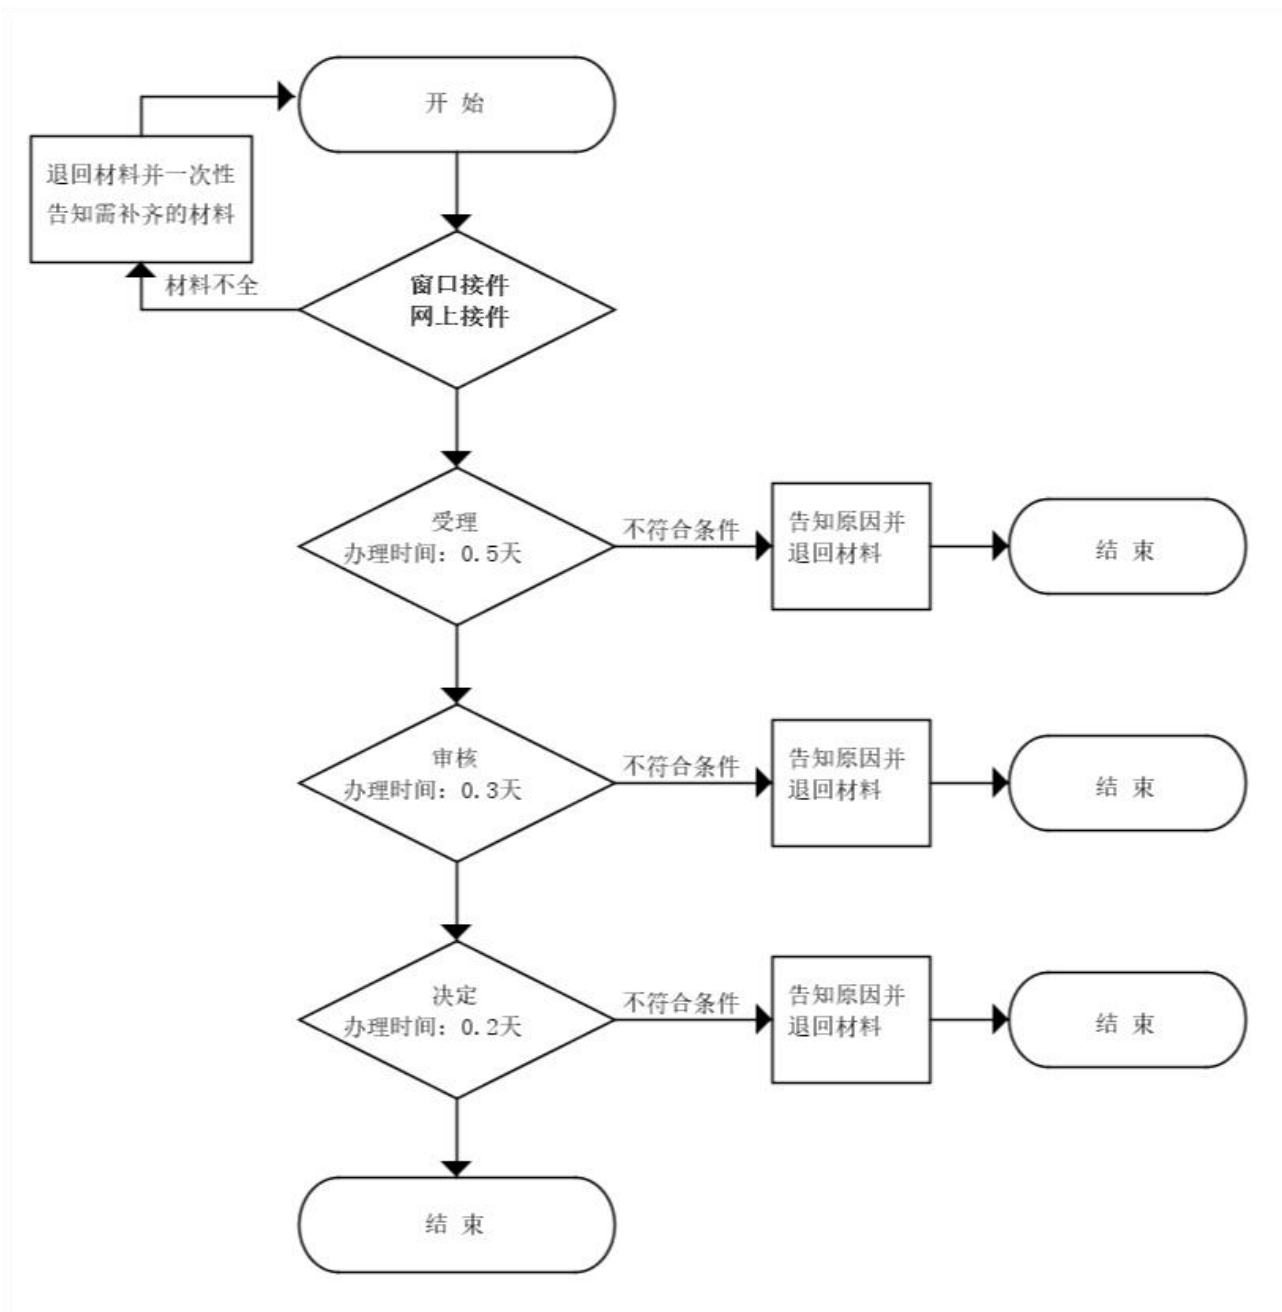 开 始
退回材料并一次性
告知需补齐的材料
材料不全
窗口接件
网上接件
受理
办理时间：0.5天
不符合条件
告知原因并
退回材料
结 束
审核
办理时间：0.3天
不符合条件
告知原因并
退回材料
结 束
决定
办理时间：0.2天
不符合条件
告知原因并
退回材料
结 束
结 束